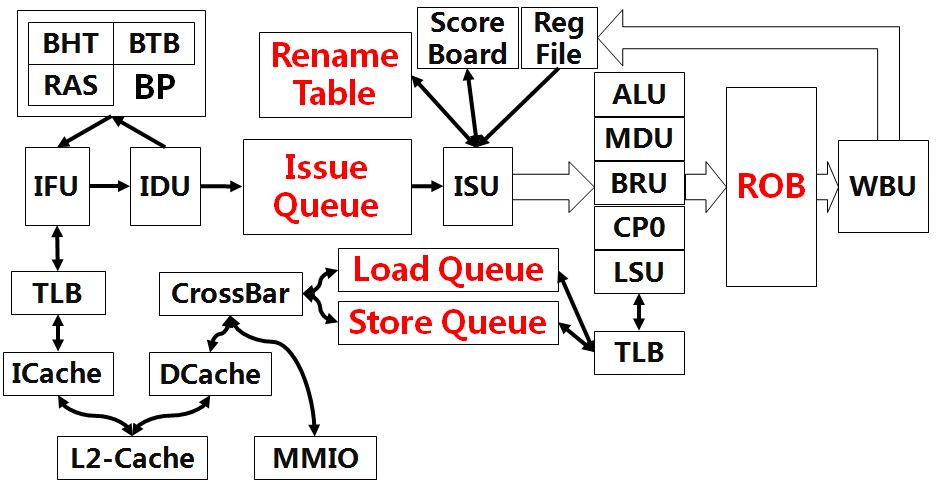 BHT
BTB
RAS
BP
Rename
Table
Score
Board
Reg
File
ALU
MDU
BRU
CP0
LSU
IFU
IDU
Issue
Queue
ISU
ROB
WBU
TLB
CrossBar
Load Queue
Store Queue
TLB
ICache
DCache
L2-Cache
MMIO